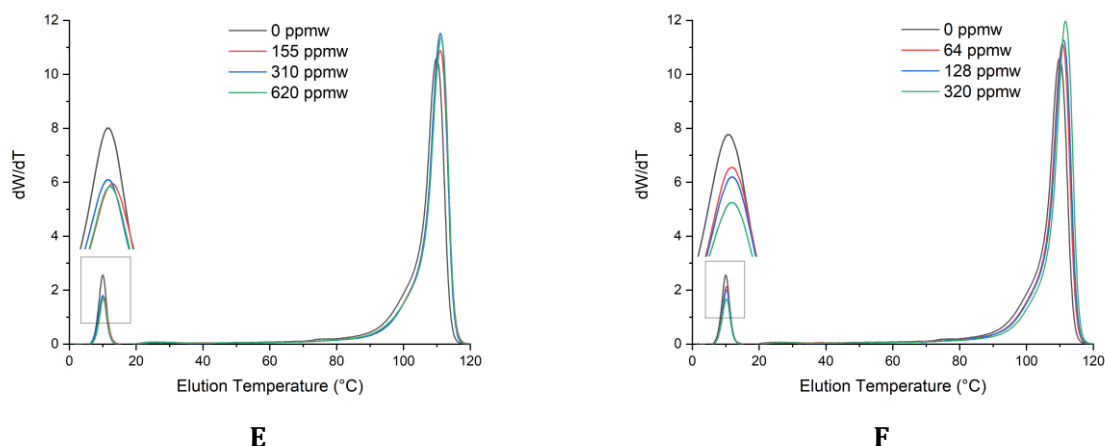 12
10
8
6
4
2
0
dW/dT
0 ppmw
155 ppmw
310 ppmw
620 ppmw
0 20 40 60 80 100 120
Elution Temperature (°C)
E
12
10
8
6
4
2
0
dW/dT
0 ppmw
64 ppmw
128 ppmw
320 ppmw
0 20 40 60 80 100 120
Elution Temperature (°C)
F